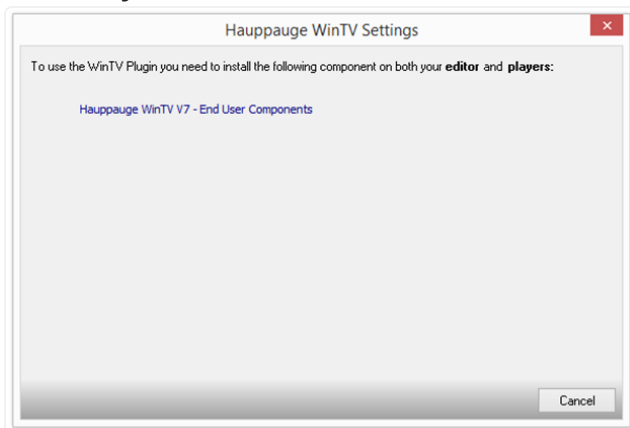 Hauppauge WinTV Settings
To use the WinTV Plugin you need to install the following component on both your editor and players:
Hauppauge WinTV V7 - End User Components
Cancel